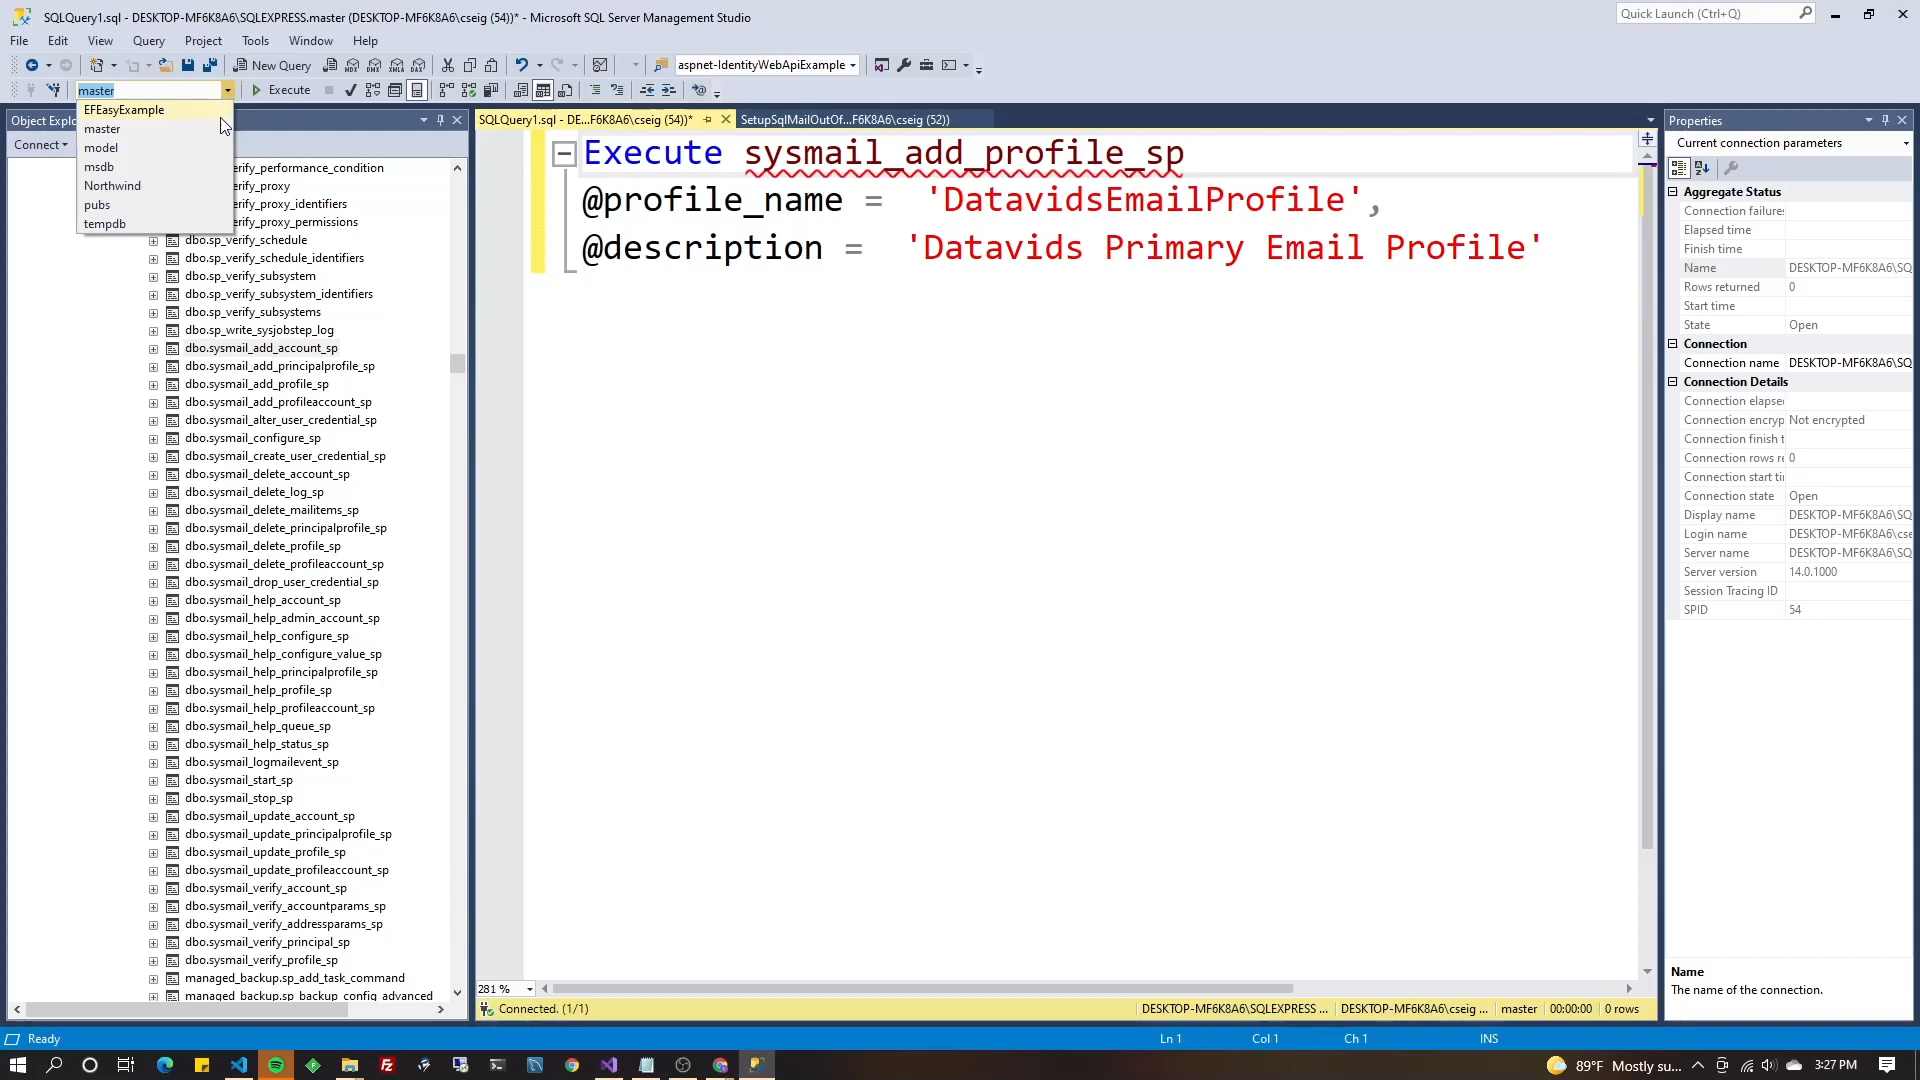 SQLQuery1.sql - DESKTOP-MF6K8A6\SQLEXPRESS.master (DESKTOP-MF6K8A6\cseig (54))* - Microsoft SQL Server Management Studio
Quick Launch (Ctrl+Q)
File Edit View Query Project Tools Window Help
New Query
aspnet-IdentityWebApiExample
master
Execute
EFEasyExample
master
model
msdb
Northwind
pubs
tempdb
Object Explo
Connect
erify_performance_condition
erify_proxy
erify_proxy_identifiers
erify_proxy_permissions
dbo.sp_verify_schedule
dbo.sp_verify_schedule_identifiers
dbo.sp_verify_subsystem
dbo.sp_verify_subsystem_identifiers
dbo.sp_verify_subsystems
dbo.sp_write_sysjobstep_log
dbo.sysmail_add_account_sp
dbo.sysmail_add_principalprofile_sp
dbo.sysmail_add_profile_sp
dbo.sysmail_add_profileaccount_sp
dbo.sysmail_alter_user_credential_sp
dbo.sysmail_configure_sp
dbo.sysmail_create_user_credential_sp
dbo.sysmail_delete_account_sp
dbo.sysmail_delete_log_sp
dbo.sysmail_delete_mailitems_sp
dbo.sysmail_delete_principalprofile_sp
dbo.sysmail_delete_profile_sp
dbo.sysmail_delete_profileaccount_sp
dbo.sysmail_drop_user_credential_sp
dbo.sysmail_help_account_sp
dbo.sysmail_help_admin_account_sp
dbo.sysmail_help_configure_sp
dbo.sysmail_help_configure_value_sp
dbo.sysmail_help_principalprofile_sp
dbo.sysmail_help_profile_sp
dbo.sysmail_help_profileaccount_sp
dbo.sysmail_help_queue_sp
dbo.sysmail_help_status_sp
dbo.sysmail_logmailevent_sp
dbo.sysmail_start_sp
dbo.sysmail_stop_sp
dbo.sysmail_update_account_sp
dbo.sysmail_update_principalprofile_sp
dbo.sysmail_update_profile_sp
dbo.sysmail_update_profileaccount_sp
dbo.sysmail_verify_account_sp
dbo.sysmail_verify_accountparams_sp
dbo.sysmail_verify_addressparams_sp
dbo.sysmail_verify_principal_sp
dbo.sysmail_verify_profile_sp
managed_backup.sp_add_task_command
managed_backup.sp_backup_config_advanced
SQLQuery1.sql - DE...F6K8A6\cseig (54))*
SetupSqlMailOutOf...F6K8A6\cseig (52))
Execute sysmail_add_profile_sp
@profile_name = 'DatavidsEmailProfile',
@description = 'Datavids Primary Email Profile'
281 %
Connected. (1/1)
DESKTOP-MF6K8A6\SQLEXPRESS ...
DESKTOP-MF6K8A6\cseig ...
master
00:00:00
0 rows
Properties
Current connection parameters
Aggregate Status
Connection failures
Elapsed time
Finish time
Name DESKTOP-MF6K8A6\SQ
Rows returned 0
Start time
State Open
Connection
Connection name DESKTOP-MF6K8A6\SQ
Connection Details
Connection elapse
Connection encryp Not encrypted
Connection finish t
Connection rows re 0
Connection start ti
Connection state Open
Display name DESKTOP-MF6K8A6\SQ
Login name DESKTOP-MF6K8A6\cse
Server name DESKTOP-MF6K8A6\SQ
Server version 14.0.1000
Session Tracing ID
SPID 54
Name
The name of the connection.
Ready
Ln 1
Col 1
Ch 1
INS
89°F Mostly su...
3:27 PM